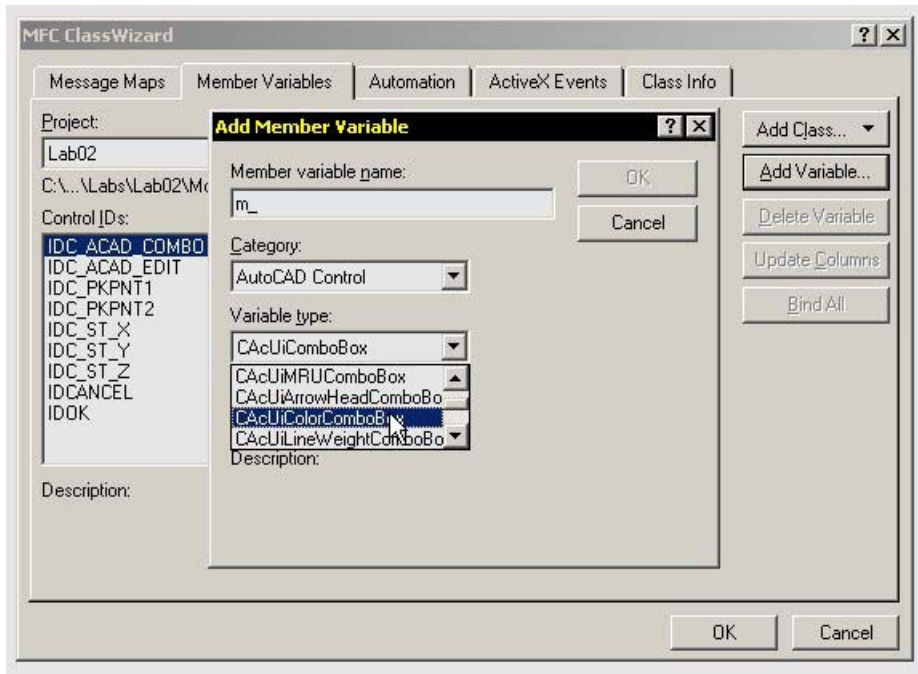 MFC ClassWizard
Message Maps
Member Variables
Automation
ActiveX Events
Class Info
Project:
Lab02
C:\...\Labs\Lab02\Mo
Control IDs:
IDC_ACAD_COMBO
IDC_ACAD_EDIT
IDC_PKPNT1
IDC_PKPNT2
IDC_ST_X
IDC_ST_Y
IDC_ST_Z
IDCANCEL
IDOK
Description:
Add Member Variable
Member variable name:
m_
Category:
AutoCAD Control
Variable type:
CAcUiComboBox
CAcUiMRUComboBox
CAcUiArrowHeadComboBo
CAcUiColorComboBox
CAcUiLineWeightComboBo
Description:
OK
Cancel
Add Class...
Add Variable...
Delete Variable
Update Columns
Bind All
OK
Cancel